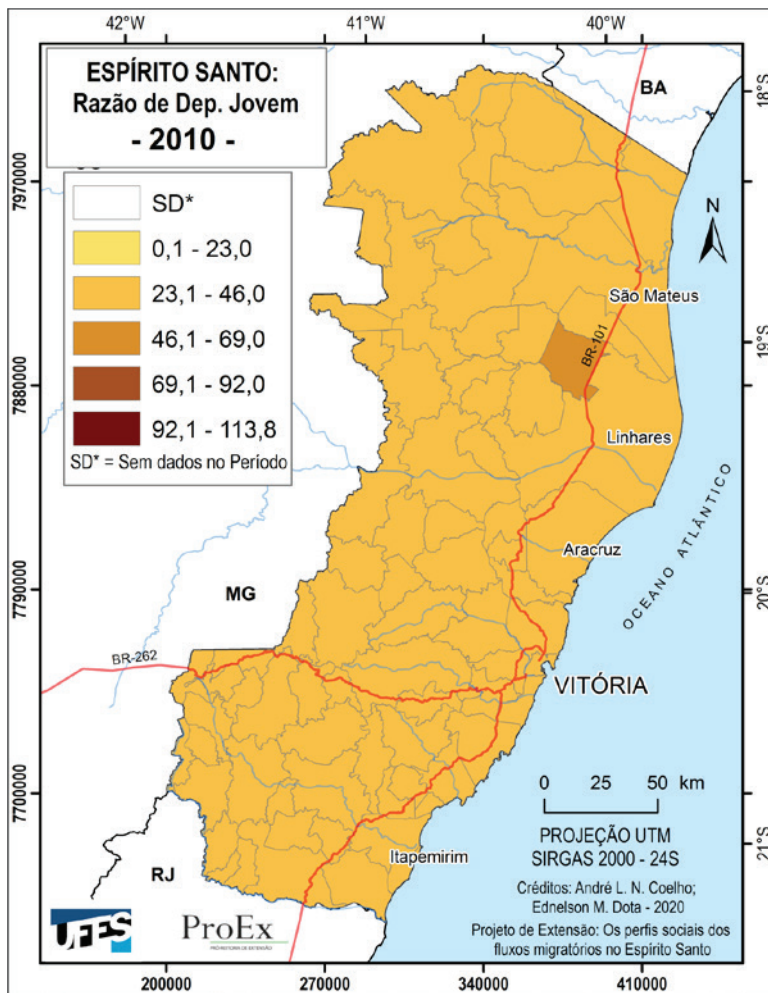 42°W 41°W 40°W
ESPÍRITO SANTO:
Razão de Dep. Jovem
- 2010 -
BA
18°S
7970000
SD*
0,1 - 23,0
23,1 - 46,0
46,1 - 69,0
69,1 - 92,0
92,1 - 113,8
SD* = Sem dados no Período
N
São Mateus
BR-101
19°S
7880000
Linhares
OCEANO ATLÂNTICO
Aracruz
7790000
MG
20°S
BR-262
VITÓRIA
0 25 50 km
7700000
PROJEÇÃO UTM
SIRGAS 2000 - 24S
21°S
Itapemirim
RJ
Créditos: André L. N. Coelho;
Ednelson M. Dota - 2020
Projeto de Extensão: Os perfis sociais dos
fluxos migratórios no Espírito Santo
UFES
ProEx
PRÓ-REITORIA DE EXTENSÃO
200000 270000 340000 410000